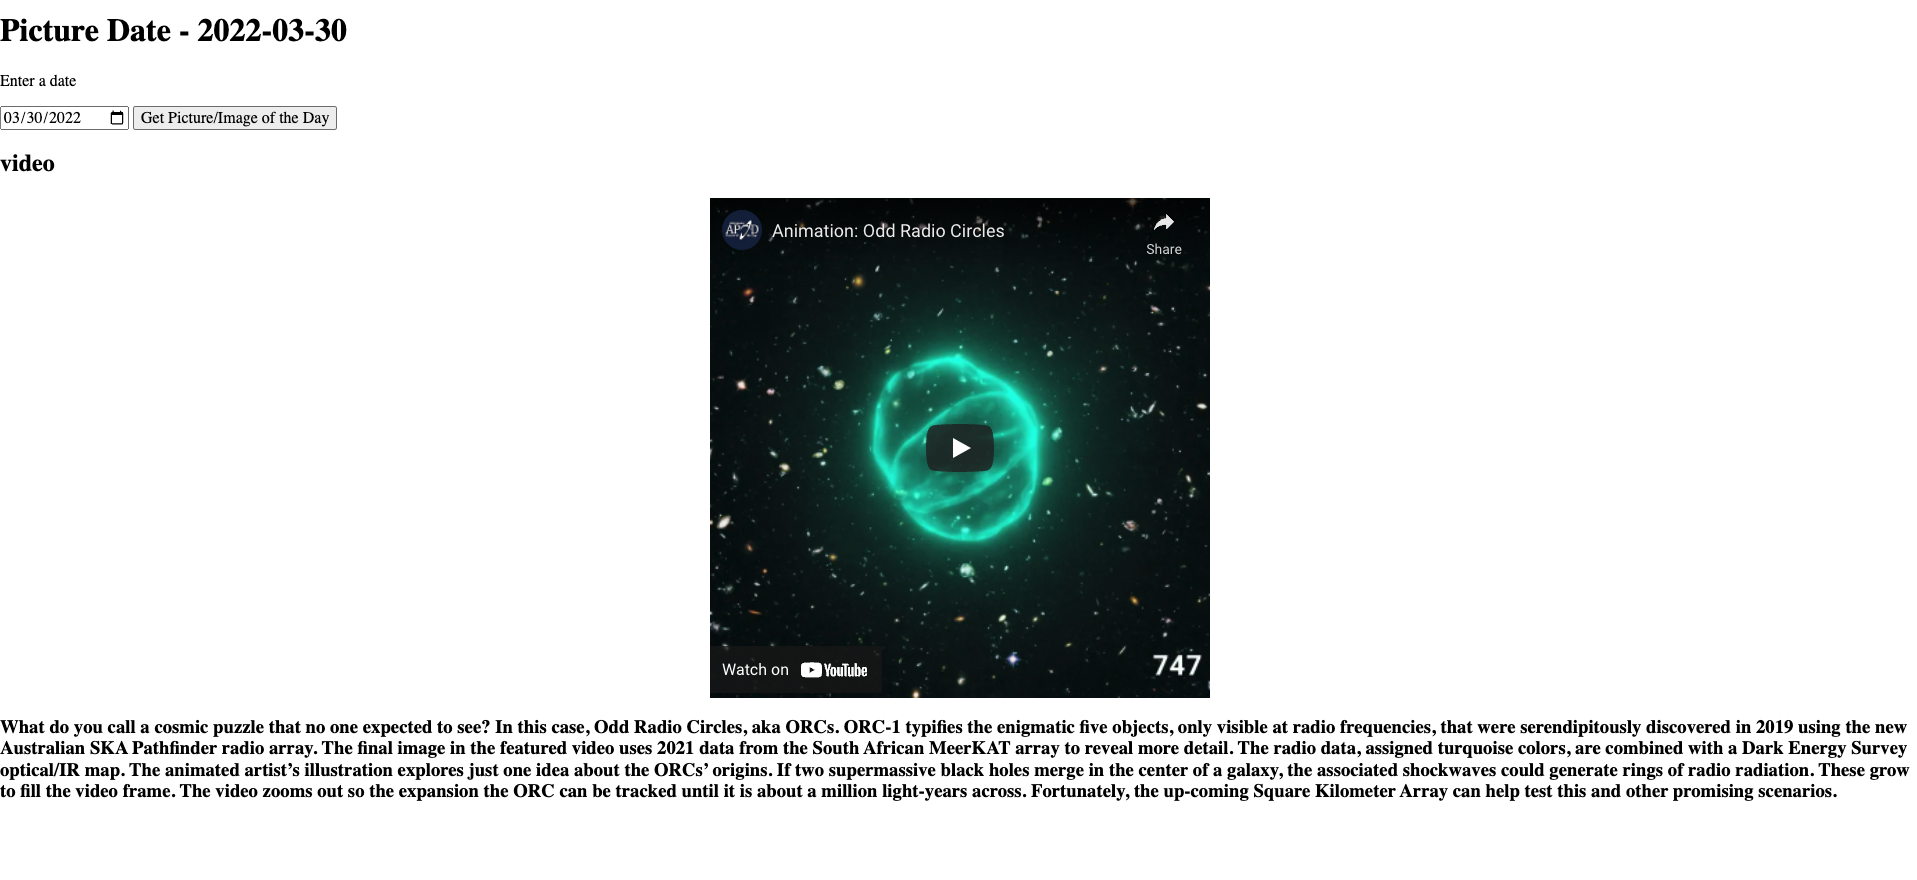 Picture Date - 2022-03-30
Enter a date
03/30/2022 Get Picture/Image of the Day
video
APOD Animation: Odd Radio Circles
Share
747
Watch on YouTube
What do you call a cosmic puzzle that no one expected to see? In this case, Odd Radio Circles, aka ORCs. ORC-1 typifies the enigmatic five objects, only visible at radio frequencies, that were serendipitously discovered in 2019 using the new
Australian SKA Pathfinder radio array. The final image in the featured video uses 2021 data from the South African MeerKAT array to reveal more detail. The radio data, assigned turquoise colors, are combined with a Dark Energy Survey
optical/IR map. The animated artist’s illustration explores just one idea about the ORCs’ origins. If two supermassive black holes merge in the center of a galaxy, the associated shockwaves could generate rings of radio radiation. These grow
to fill the video frame. The video zooms out so the expansion the ORC can be tracked until it is about a million light-years across. Fortunately, the up-coming Square Kilometer Array can help test this and other promising scenarios.